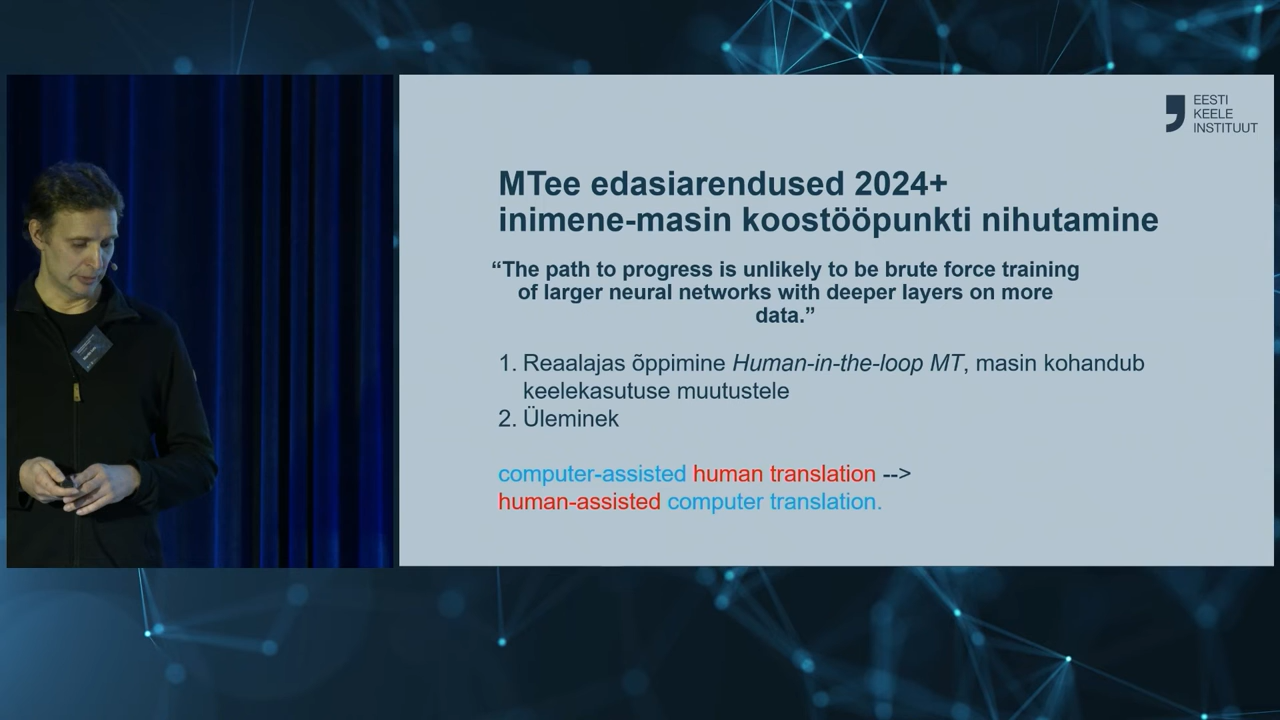 EESTI
KEELE
INSTITUUT
MTee edasiarendused 2024+
inimene-masin koostööpunkti nihutamine
“The path to progress is unlikely to be brute force training
of larger neural networks with deeper layers on more
data.”
1. Reaalajas õppimine Human-in-the-loop MT, masin kohandub
keelekasutuse muutustele
2. Üleminek
computer-assisted human translation -->
human-assisted computer translation.